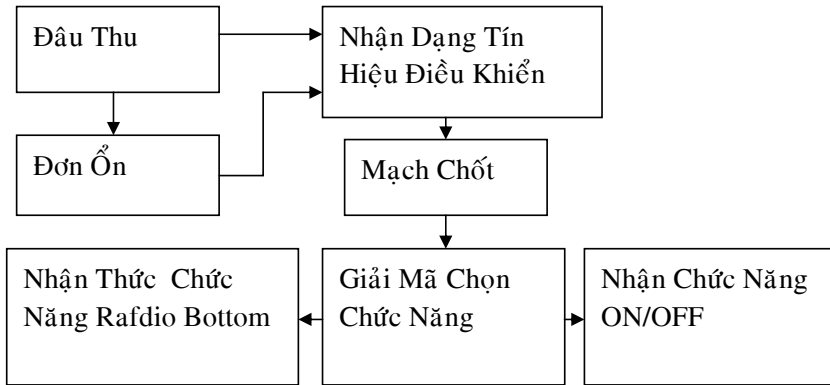 Đâu Thu
Nhận Dạng Tín
Hiệu Điều Khiển
Đơn Ổn
Mạch Chốt
Nhận Thức Chức
Năng Rafdio Bottom
Giải Mã Chọn
Chức Năng
Nhận Chức Năng
ON/OFF